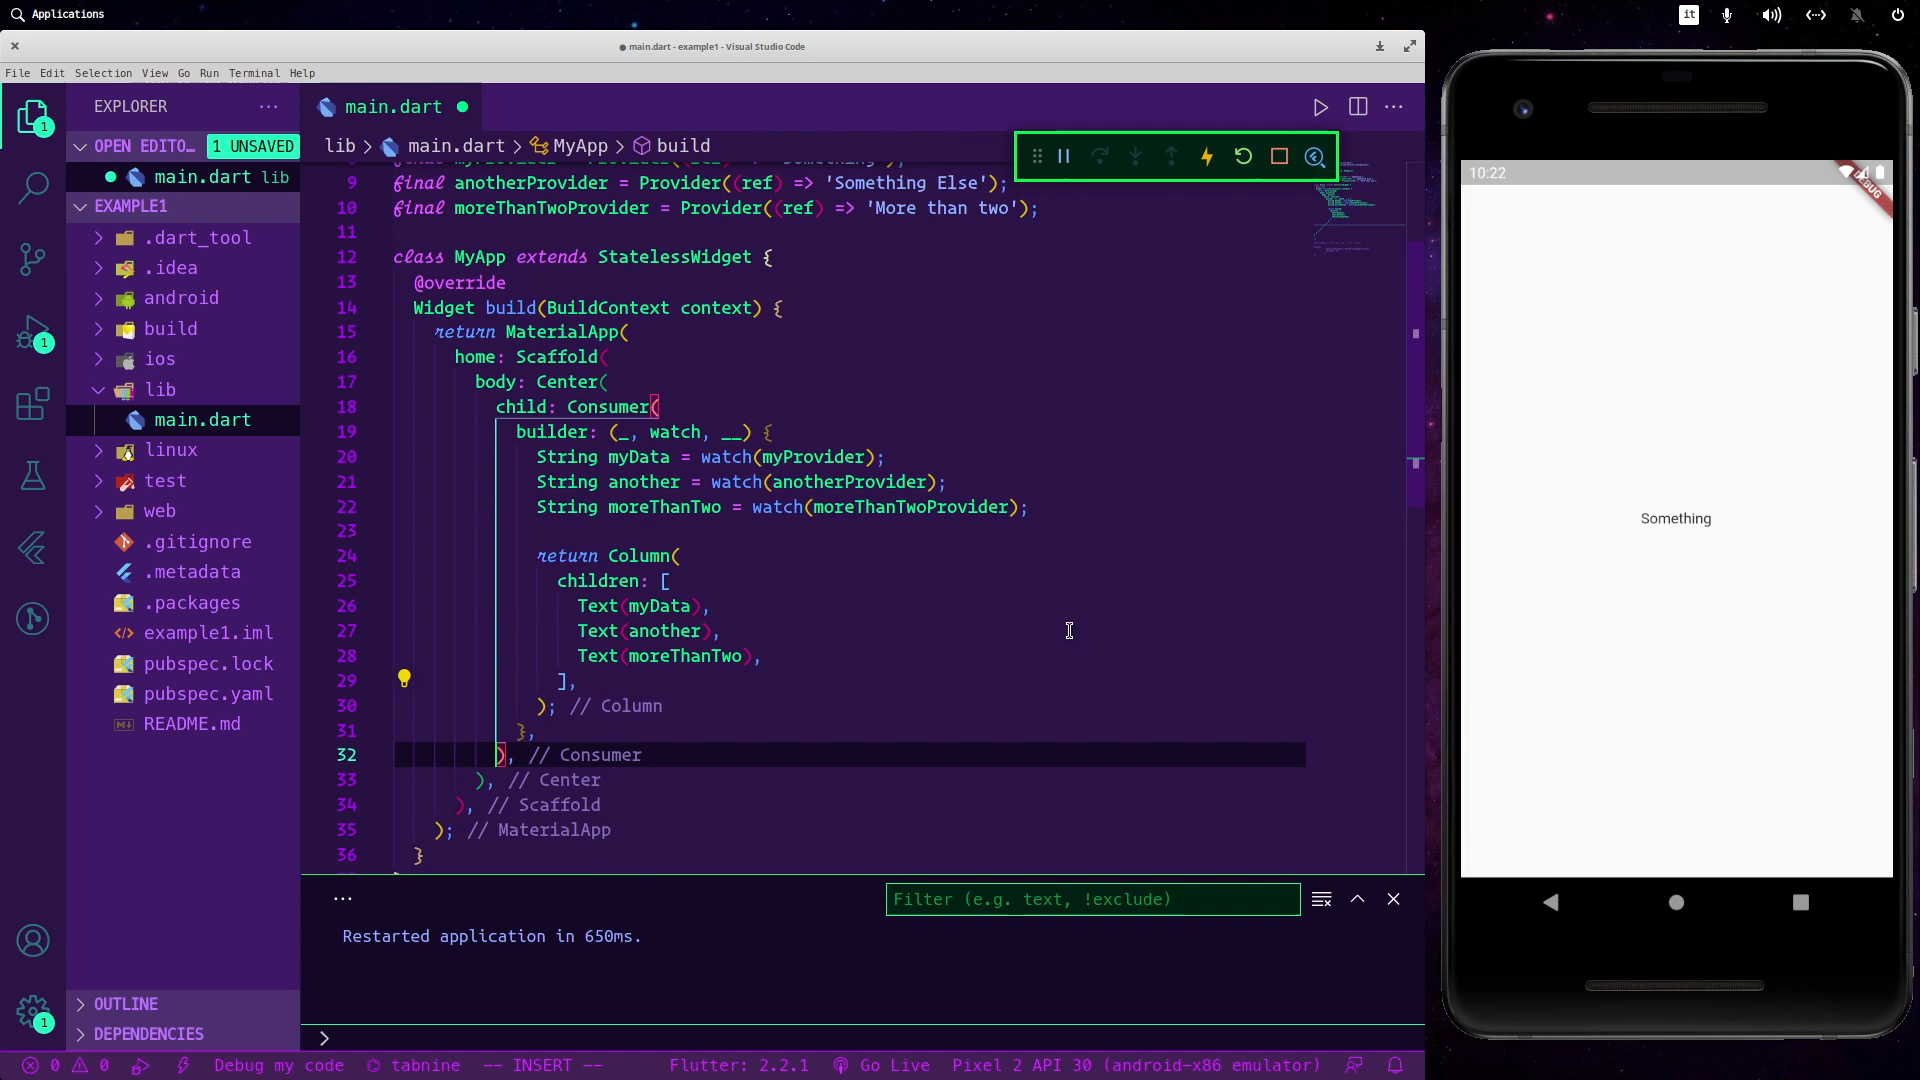 Applications
it
● main.dart - example1 - Visual Studio Code
File Edit Selection View Go Run Terminal Help
EXPLORER
OPEN EDITO… 1 UNSAVED
main.dart lib
EXAMPLE1
.dart_tool
.idea
android
build
ios
lib
main.dart
linux
test
web
.gitignore
.metadata
.packages
example1.iml
pubspec.lock
pubspec.yaml
README.md
OUTLINE
DEPENDENCIES
main.dart
lib > main.dart > MyApp > build
9 final anotherProvider = Provider((ref) => 'Something Else');
10 final moreThanTwoProvider = Provider((ref) => 'More than two');
11
12 class MyApp extends StatelessWidget {
13 @override
14 Widget build(BuildContext context) {
15 return MaterialApp(
16 home: Scaffold(
17 body: Center(
18 child: Consumer(
19 builder: (_, watch, __) {
20 String myData = watch(myProvider);
21 String another = watch(anotherProvider);
22 String moreThanTwo = watch(moreThanTwoProvider);
23
24 return Column(
25 children: [
26 Text(myData),
27 Text(another),
28 Text(moreThanTwo),
29 ],
30 ); // Column
31 },
32 ), // Consumer
33 ), // Center
34 ), // Scaffold
35 ); // MaterialApp
36 }
Filter (e.g. text, !exclude)
Restarted application in 650ms.
0 0 Debug my code tabnine -- INSERT -- Flutter: 2.2.1 Go Live Pixel 2 API 30 (android-x86 emulator)
1
1
1
10:22
DEBUG
Something